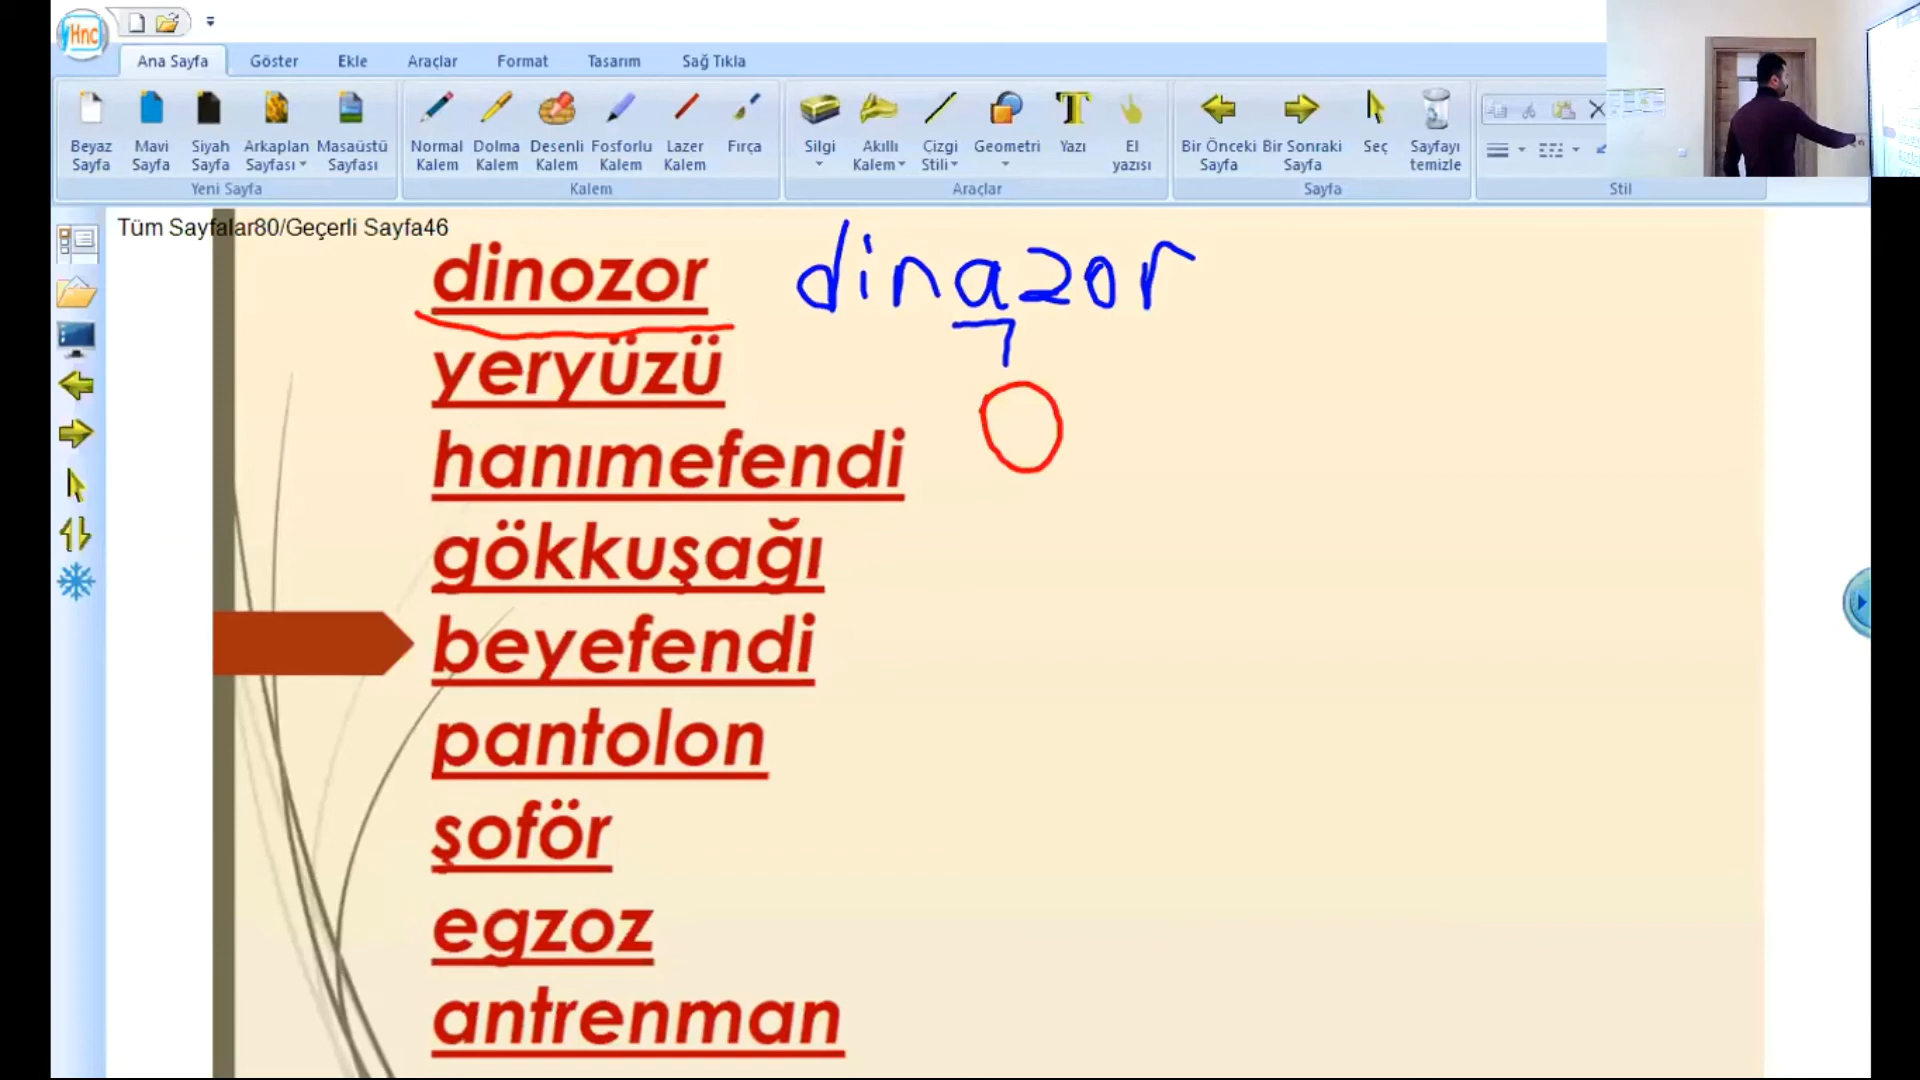 Hnc
Ana Sayfa Göster Ekle Araçlar Format Tasarım Sağ Tıkla
Beyaz Sayfa Mavi Sayfa Siyah Sayfa Arkaplan Sayfası Masaüstü Sayfası Normal Kalem Dolma Kalem Desenli Kalem Fosforlu Kalem Lazer Kalem Fırça Silgi Akıllı Kalem Çizgi Stili Geometri Yazı El yazısı Bir Önceki Sayfa Bir Sonraki Sayfa Seç Sayfayı temizle
Yeni Sayfa Kalem Araçlar Sayfa Stil
Tüm Sayfalar80/Geçerli Sayfa46
dinozor dinazor
yeryüzü
hanımefendi
gökkuşağı
beyefendi
pantolon
şoför
egzoz
antrenman